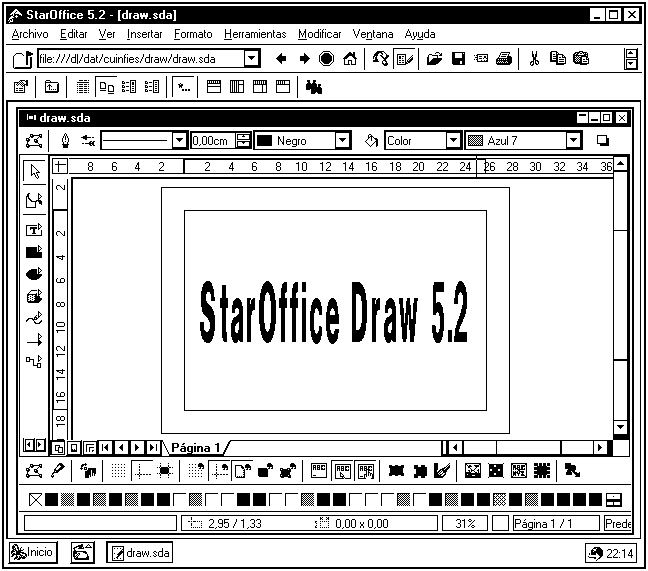 StarOffice 5.2 - [draw.sda]
Archivo Editar Ver Insertar Formato Herramientas Modificar Ventana Ayuda
file:///d|/dat/cuinfies/draw/draw.sda
draw.sda
0,00cm Negro Color Azul 7
8 6 4 2 2 4 6 8 10 12 14 16 18 20 22 24 26 28 30 32 34 36
2
2
4
6
8
10
12
14
16
18
StarOffice Draw 5.2
Página 1
ABC ABC ABC
2,95 / 1,33 0,00 x 0,00 31% Página 1 / 1 Prede
Inicio draw.sda 22:14